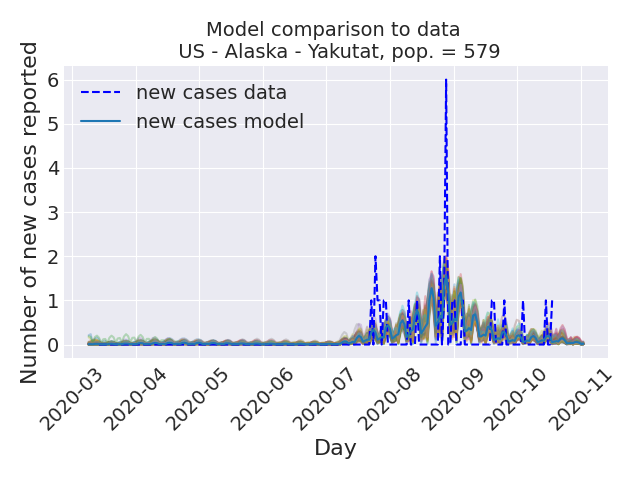 Model comparison to data
US - Alaska - Yakutat, pop. = 579
Number of new cases reported
6
5
4
3
2
1
0
new cases data
new cases model
2020-03
2020-04
2020-05
2020-06
2020-07
2020-08
2020-09
2020-10
2020-11
Day